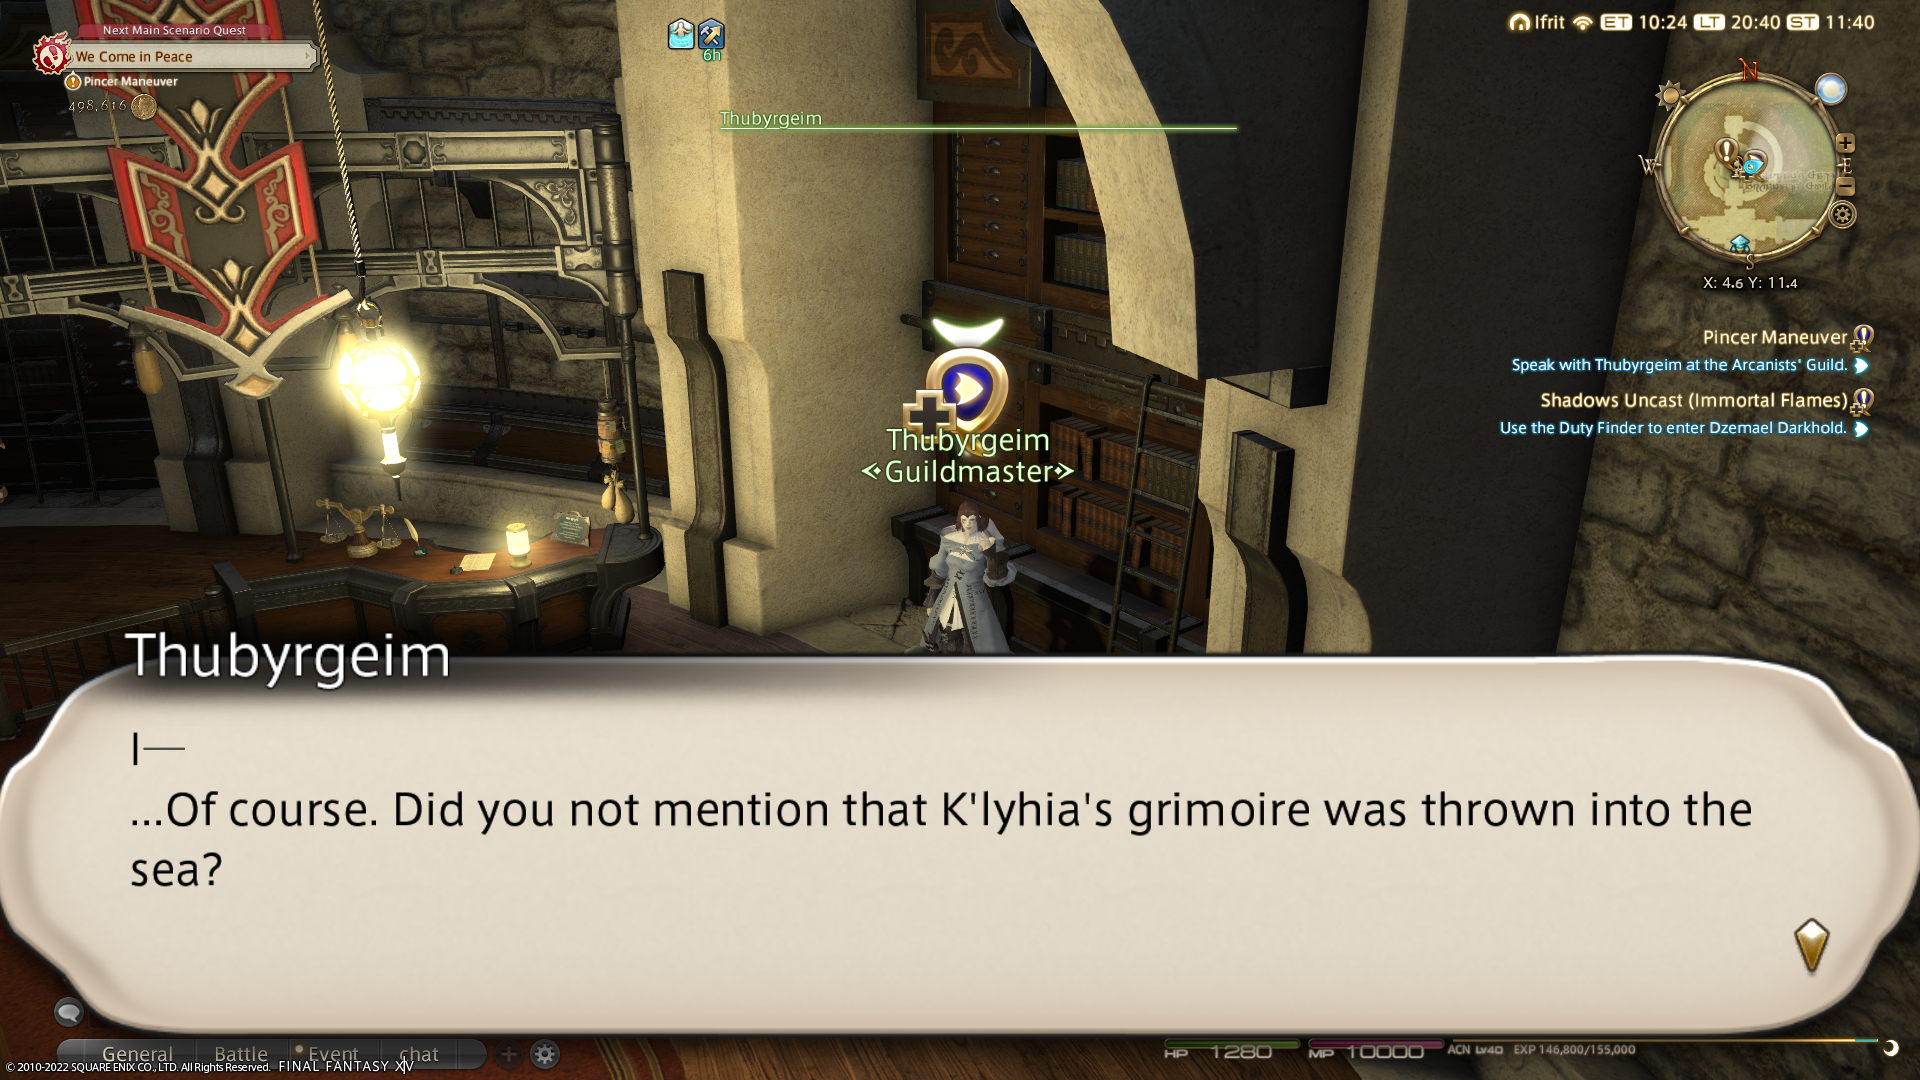 Next Main Scenario Quest
We Come in Peace
Pincer Maneuver
498,616
6h
Thubyrgeim
Ifrit ET 10:24 LT 20:40 ST 11:40
N
W
E
S
X: 4.6 Y: 11.4
Pincer Maneuver
Speak with Thubyrgeim at the Arcanists' Guild.
Shadows Uncast (Immortal Flames)
Use the Duty Finder to enter Dzemael Darkhold.
Thubyrgeim
Guildmaster
Thubyrgeim
I—
...Of course. Did you not mention that K'lyhia's grimoire was thrown into the
sea?
General Battle Event chat
HP 1280 MP 10000 ACN Lv40 EXP 146,800/155,000
© 2010-2022 SQUARE ENIX CO., LTD. All Rights Reserved. FINAL FANTASY XIV